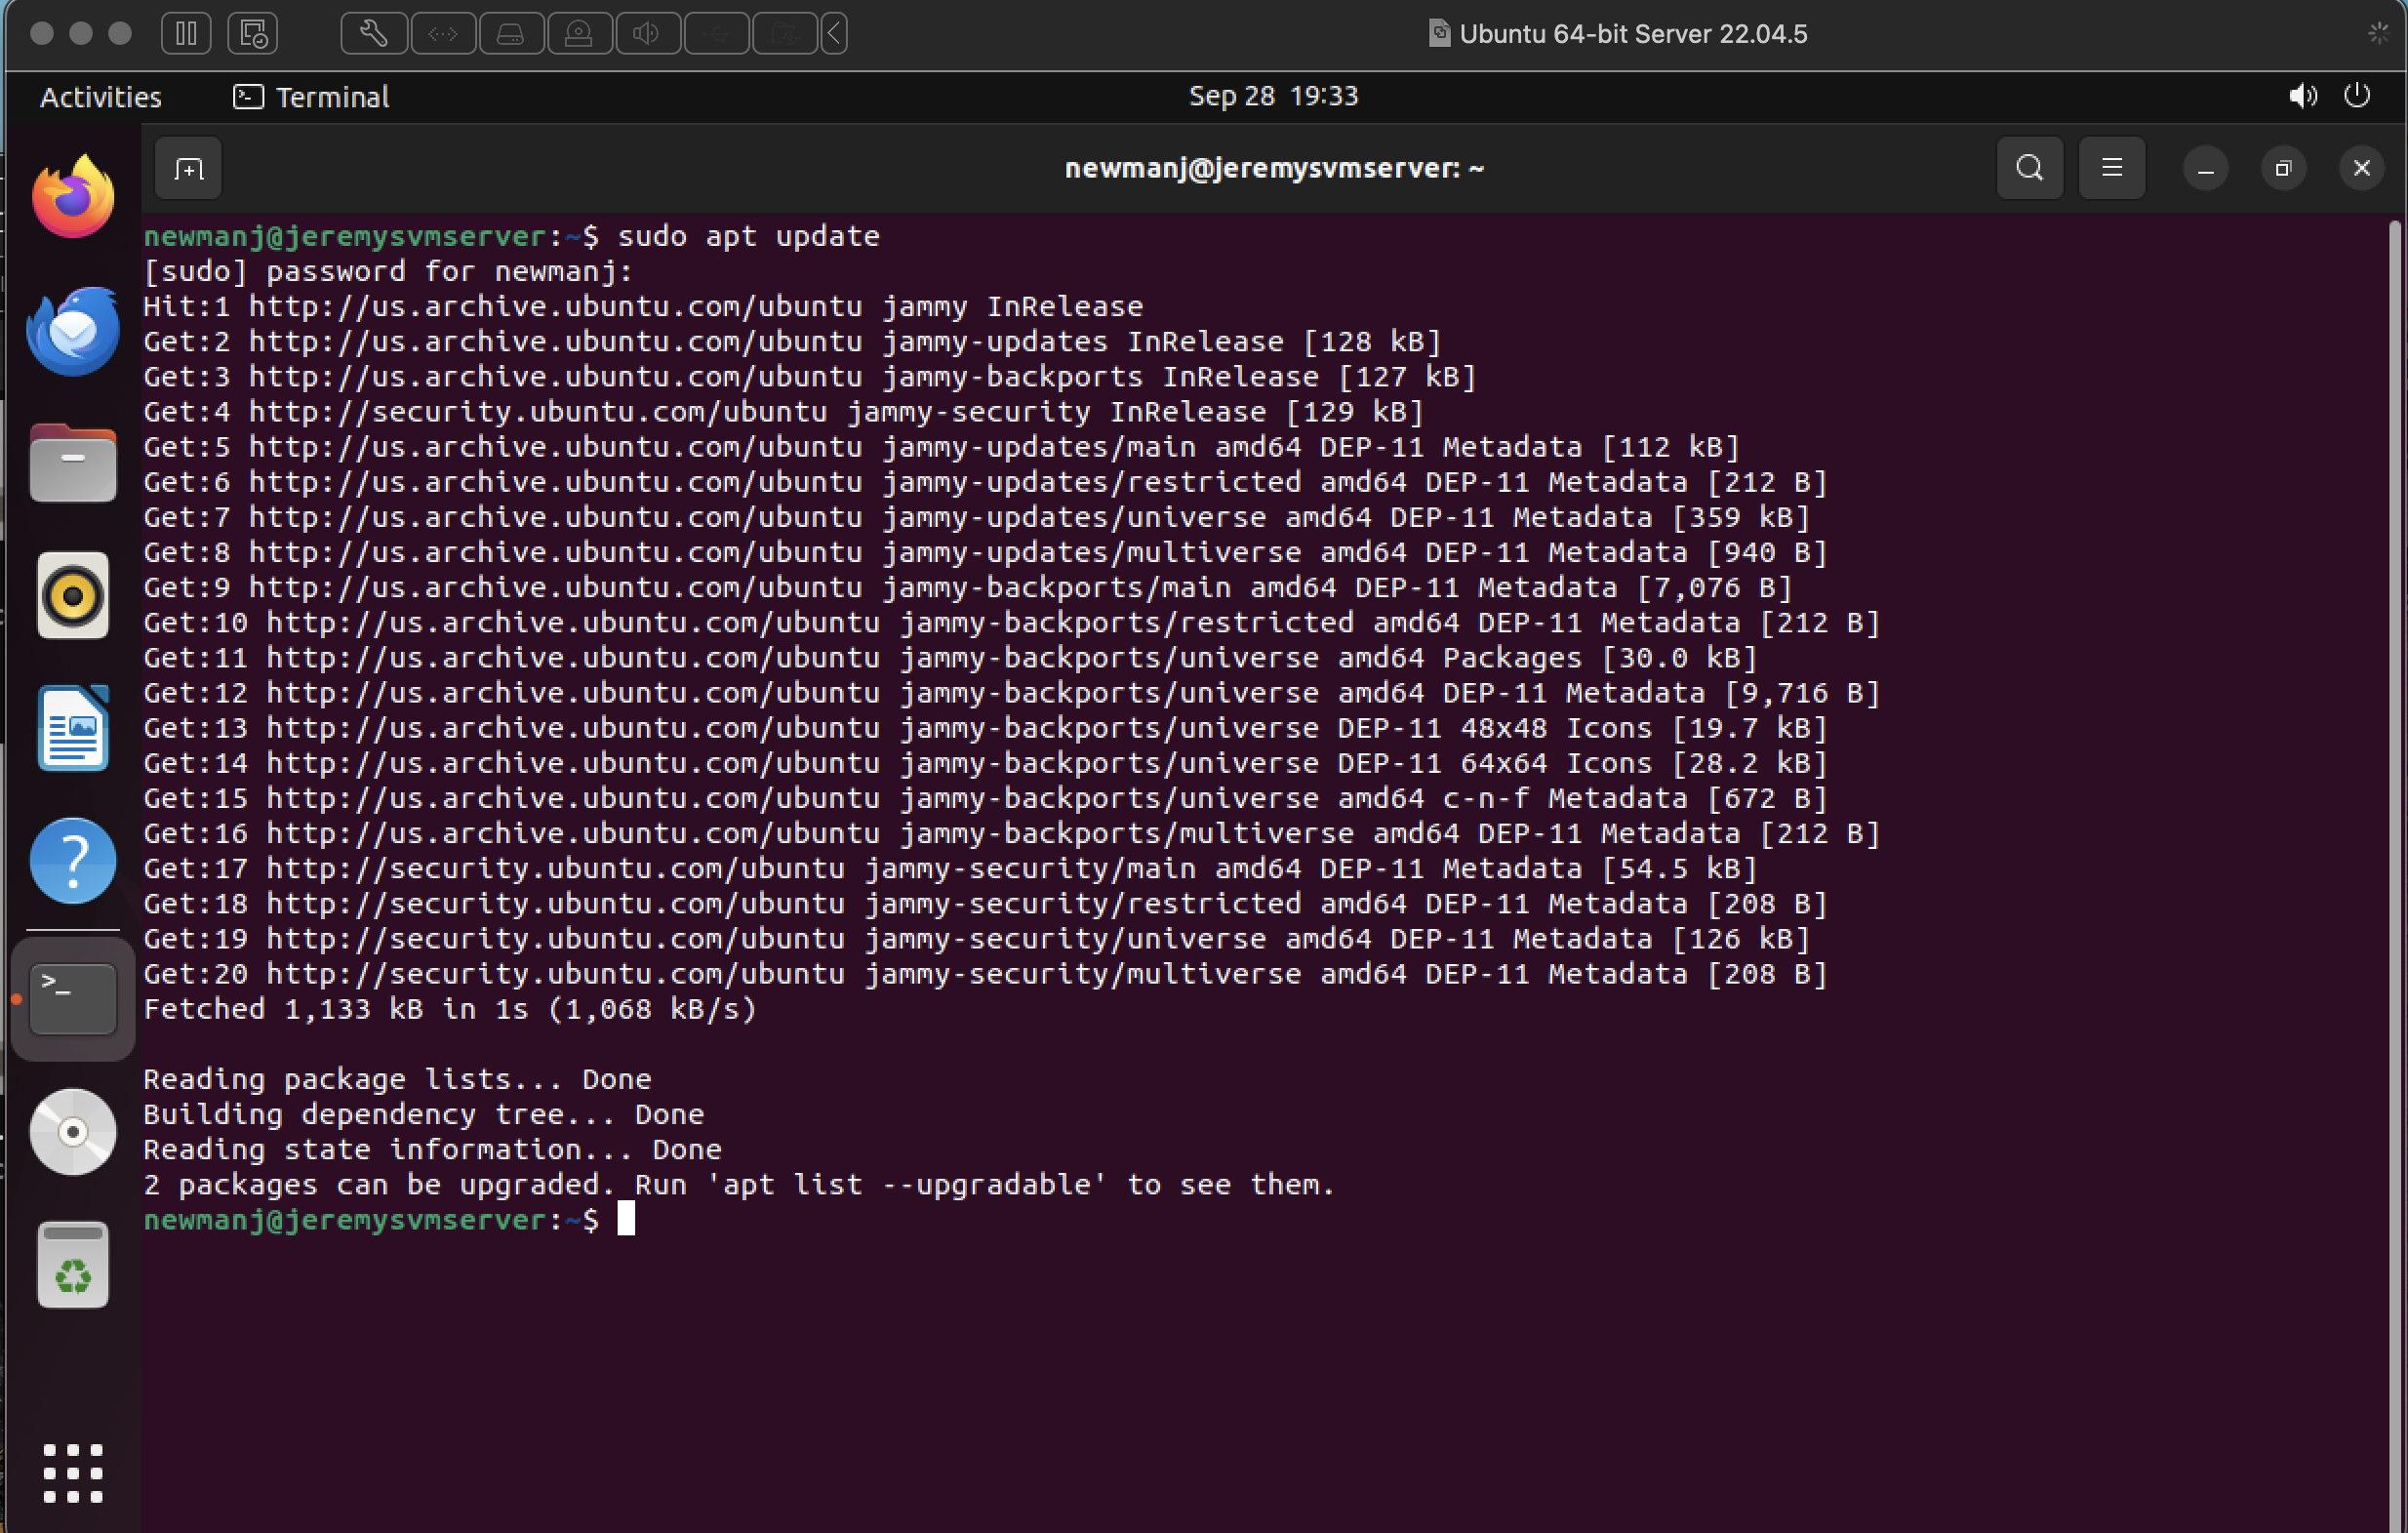 Ubuntu 64-bit Server 22.04.5
Activities
Terminal
Sep 28 19:33
newmanj@jeremysvmserver: ~
newmanj@jeremysvmserver:~$ sudo apt update
[sudo] password for newmanj:
Hit:1 http://us.archive.ubuntu.com/ubuntu jammy InRelease
Get:2 http://us.archive.ubuntu.com/ubuntu jammy-updates InRelease [128 kB]
Get:3 http://us.archive.ubuntu.com/ubuntu jammy-backports InRelease [127 kB]
Get:4 http://security.ubuntu.com/ubuntu jammy-security InRelease [129 kB]
Get:5 http://us.archive.ubuntu.com/ubuntu jammy-updates/main amd64 DEP-11 Metadata [112 kB]
Get:6 http://us.archive.ubuntu.com/ubuntu jammy-updates/restricted amd64 DEP-11 Metadata [212 B]
Get:7 http://us.archive.ubuntu.com/ubuntu jammy-updates/universe amd64 DEP-11 Metadata [359 kB]
Get:8 http://us.archive.ubuntu.com/ubuntu jammy-updates/multiverse amd64 DEP-11 Metadata [940 B]
Get:9 http://us.archive.ubuntu.com/ubuntu jammy-backports/main amd64 DEP-11 Metadata [7,076 B]
Get:10 http://us.archive.ubuntu.com/ubuntu jammy-backports/restricted amd64 DEP-11 Metadata [212 B]
Get:11 http://us.archive.ubuntu.com/ubuntu jammy-backports/universe amd64 Packages [30.0 kB]
Get:12 http://us.archive.ubuntu.com/ubuntu jammy-backports/universe amd64 DEP-11 Metadata [9,716 B]
Get:13 http://us.archive.ubuntu.com/ubuntu jammy-backports/universe DEP-11 48x48 Icons [19.7 kB]
Get:14 http://us.archive.ubuntu.com/ubuntu jammy-backports/universe DEP-11 64x64 Icons [28.2 kB]
Get:15 http://us.archive.ubuntu.com/ubuntu jammy-backports/universe amd64 c-n-f Metadata [672 B]
Get:16 http://us.archive.ubuntu.com/ubuntu jammy-backports/multiverse amd64 DEP-11 Metadata [212 B]
Get:17 http://security.ubuntu.com/ubuntu jammy-security/main amd64 DEP-11 Metadata [54.5 kB]
Get:18 http://security.ubuntu.com/ubuntu jammy-security/restricted amd64 DEP-11 Metadata [208 B]
Get:19 http://security.ubuntu.com/ubuntu jammy-security/universe amd64 DEP-11 Metadata [126 kB]
Get:20 http://security.ubuntu.com/ubuntu jammy-security/multiverse amd64 DEP-11 Metadata [208 B]
Fetched 1,133 kB in 1s (1,068 kB/s)
Reading package lists... Done
Building dependency tree... Done
Reading state information... Done
2 packages can be upgraded. Run 'apt list --upgradable' to see them.
newmanj@jeremysvmserver:~$